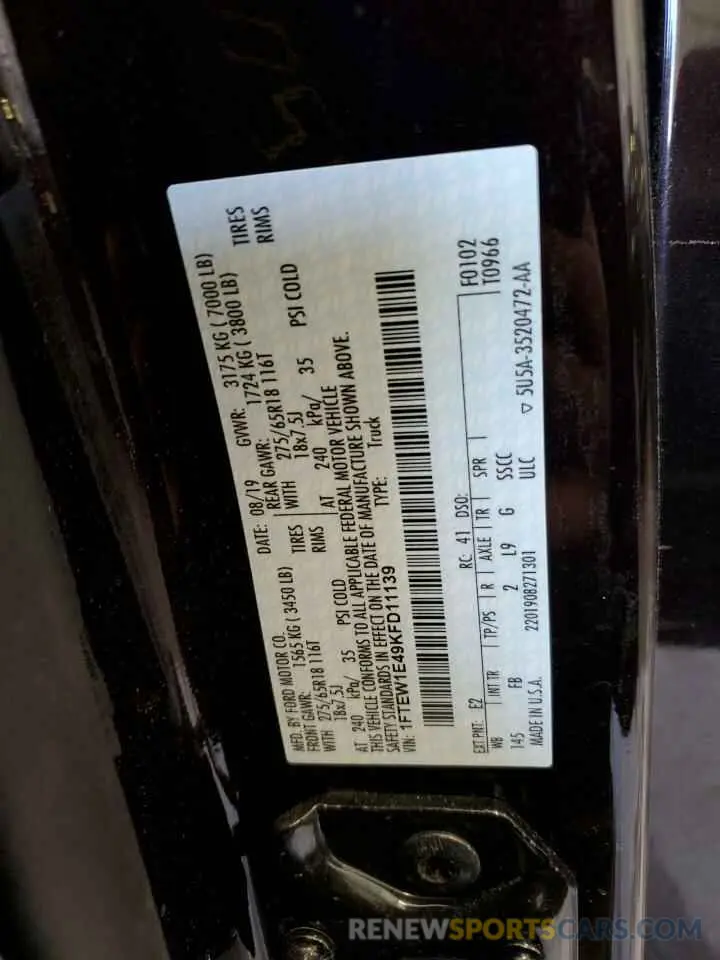 MFD. BY FORD MOTOR CO.
DATE: 08/19 GVWR: 3175 KG ( 7000 LB)
FRONT GAWR: 1565 KG ( 3450 LB) REAR GAWR: 1724 KG ( 3800 LB)
WITH 275/65R18 116T TIRES WITH 275/65R18 116T TIRES
18x7.5J RIMS 18x7.5J RIMS
AT 240 kPa/ 35 PSI COLD AT 240 kPa/ 35 PSI COLD
THIS VEHICLE CONFORMS TO ALL APPLICABLE FEDERAL MOTOR VEHICLE
SAFETY STANDARDS IN EFFECT ON THE DATE OF MANUFACTURE SHOWN ABOVE.
VIN: 1FTEW1E49KFD11139 TYPE: Truck
F0102
T0966
EXT PNT: E2 RC: 41 DSO:
WB INT TR TP/PS R AXLE TR SPR
145 FB 2 L9 G SSCC
MADE IN U.S.A. 2201908271301 ULC ▽ 5U5A-3520472-AA
RENEWSPORTSCARS.COM